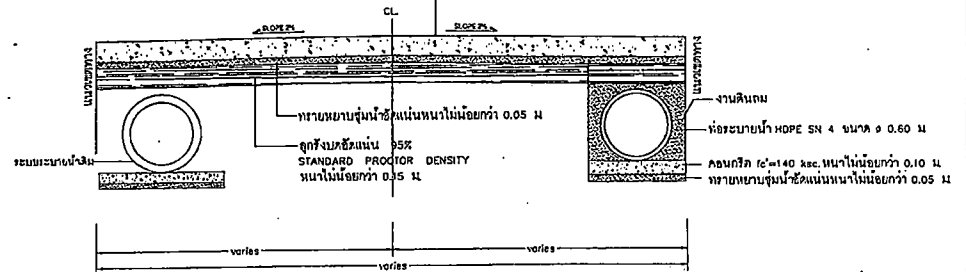 CL.
SLOPE 2%
SLOPE 2%
แนวเขตทาง
แนวเขตทาง
งานดินถม
ทรายหยาบชุ่มน้ำอัดแน่นหนาไม่น้อยกว่า 0.05 ม
ท่อระบายน้ำ HDPE SN 4 ขนาด ø 0.60 ม
ลูกรังบดอัดแน่น 95%
STANDARD PROCTOR DENSITY
หนาไม่น้อยกว่า 0.15 ม.
ระบบระบายน้ำเดิม
คอนกรีต fc'=140 ksc. หนาไม่น้อยกว่า 0.10 ม.
ทรายหยาบชุ่มน้ำอัดแน่นหนาไม่น้อยกว่า 0.05 ม.
varies
varies
varies